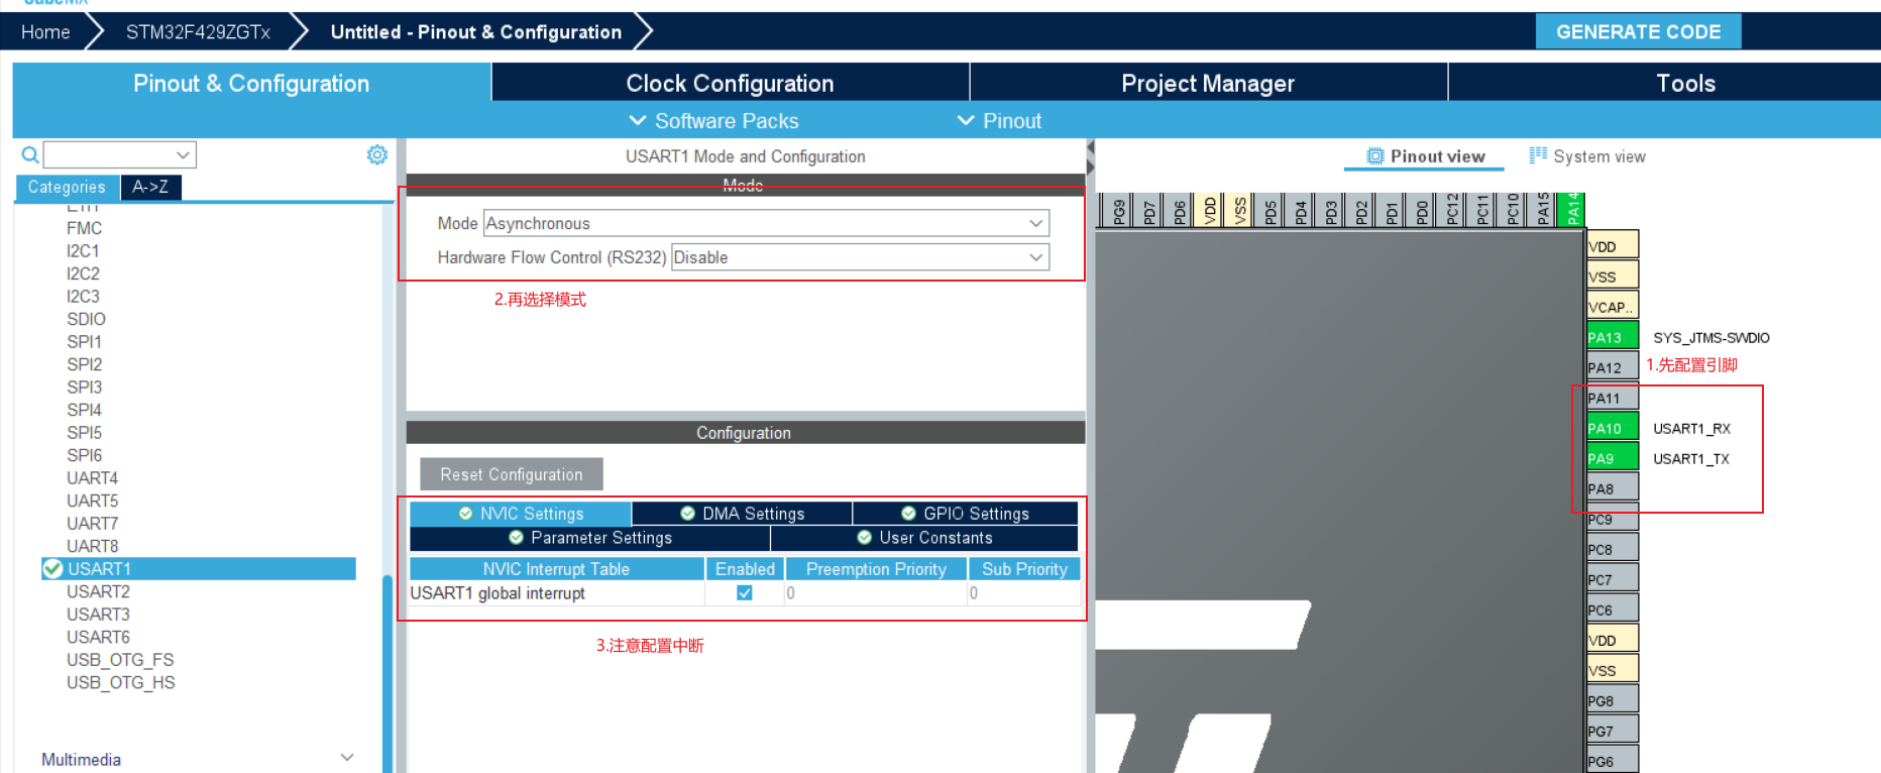 CubeMX
Home
STM32F429ZGTx
Untitled - Pinout & Configuration
GENERATE CODE
Pinout & Configuration
Clock Configuration
Project Manager
Tools
Software Packs
Pinout
Categories
A->Z
ETH
FMC
I2C1
I2C2
I2C3
SDIO
SPI1
SPI2
SPI3
SPI4
SPI5
SPI6
UART4
UART5
UART7
UART8
USART1
USART2
USART3
USART6
USB_OTG_FS
USB_OTG_HS
Multimedia
USART1 Mode and Configuration
Mode
Mode Asynchronous
Hardware Flow Control (RS232) Disable
2.再选择模式
Configuration
Reset Configuration
NVIC Settings
DMA Settings
GPIO Settings
Parameter Settings
User Constants
NVIC Interrupt Table Enabled Preemption Priority Sub Priority
USART1 global interrupt 0 0
3.注意配置中断
Pinout view
System view
PG9
PD7
PD6
VDD
VSS
PD5
PD4
PD3
PD2
PD1
PD0
PC12
PC11
PC10
PA15
PA14
VDD
VSS
VCAP..
PA13 SYS_JTMS-SWDIO
PA12 1.先配置引脚
PA11
PA10 USART1_RX
PA9 USART1_TX
PA8
PC9
PC8
PC7
PC6
VDD
VSS
PG8
PG7
PG6